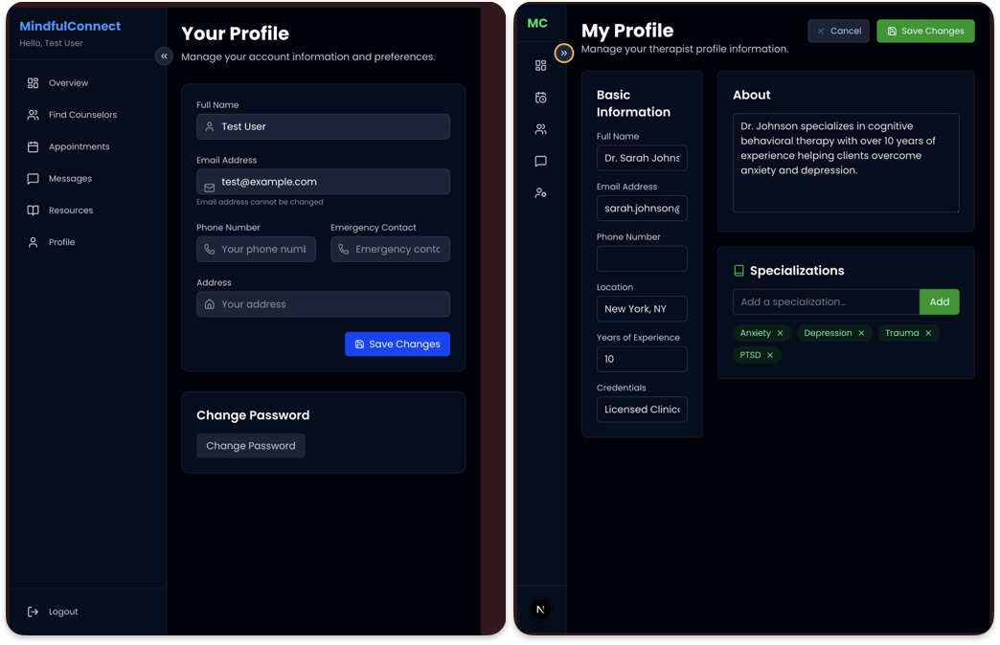 MindfulConnect
Hello, Test User
«
Overview
Find Counselors
Appointments
Messages
Resources
Profile
Logout
Your Profile
Manage your account information and preferences.
Full Name
Test User
Email Address
test@example.com
Email address cannot be changed
Phone Number
Emergency Contact
Your phone numb
Emergency contac
Address
Your address
Save Changes
Change Password
Change Password
MC
»
N
My Profile
Manage your therapist profile information.
Cancel
Save Changes
Basic
Information
Full Name
Dr. Sarah Johns
Email Address
sarah.johnson@
Phone Number
Location
New York, NY
Years of Experience
10
Credentials
Licensed Clinica
About
Dr. Johnson specializes in cognitive
behavioral therapy with over 10 years of
experience helping clients overcome
anxiety and depression.
Specializations
Add a specialization...
Add
Anxiety ×
Depression ×
Trauma ×
PTSD ×